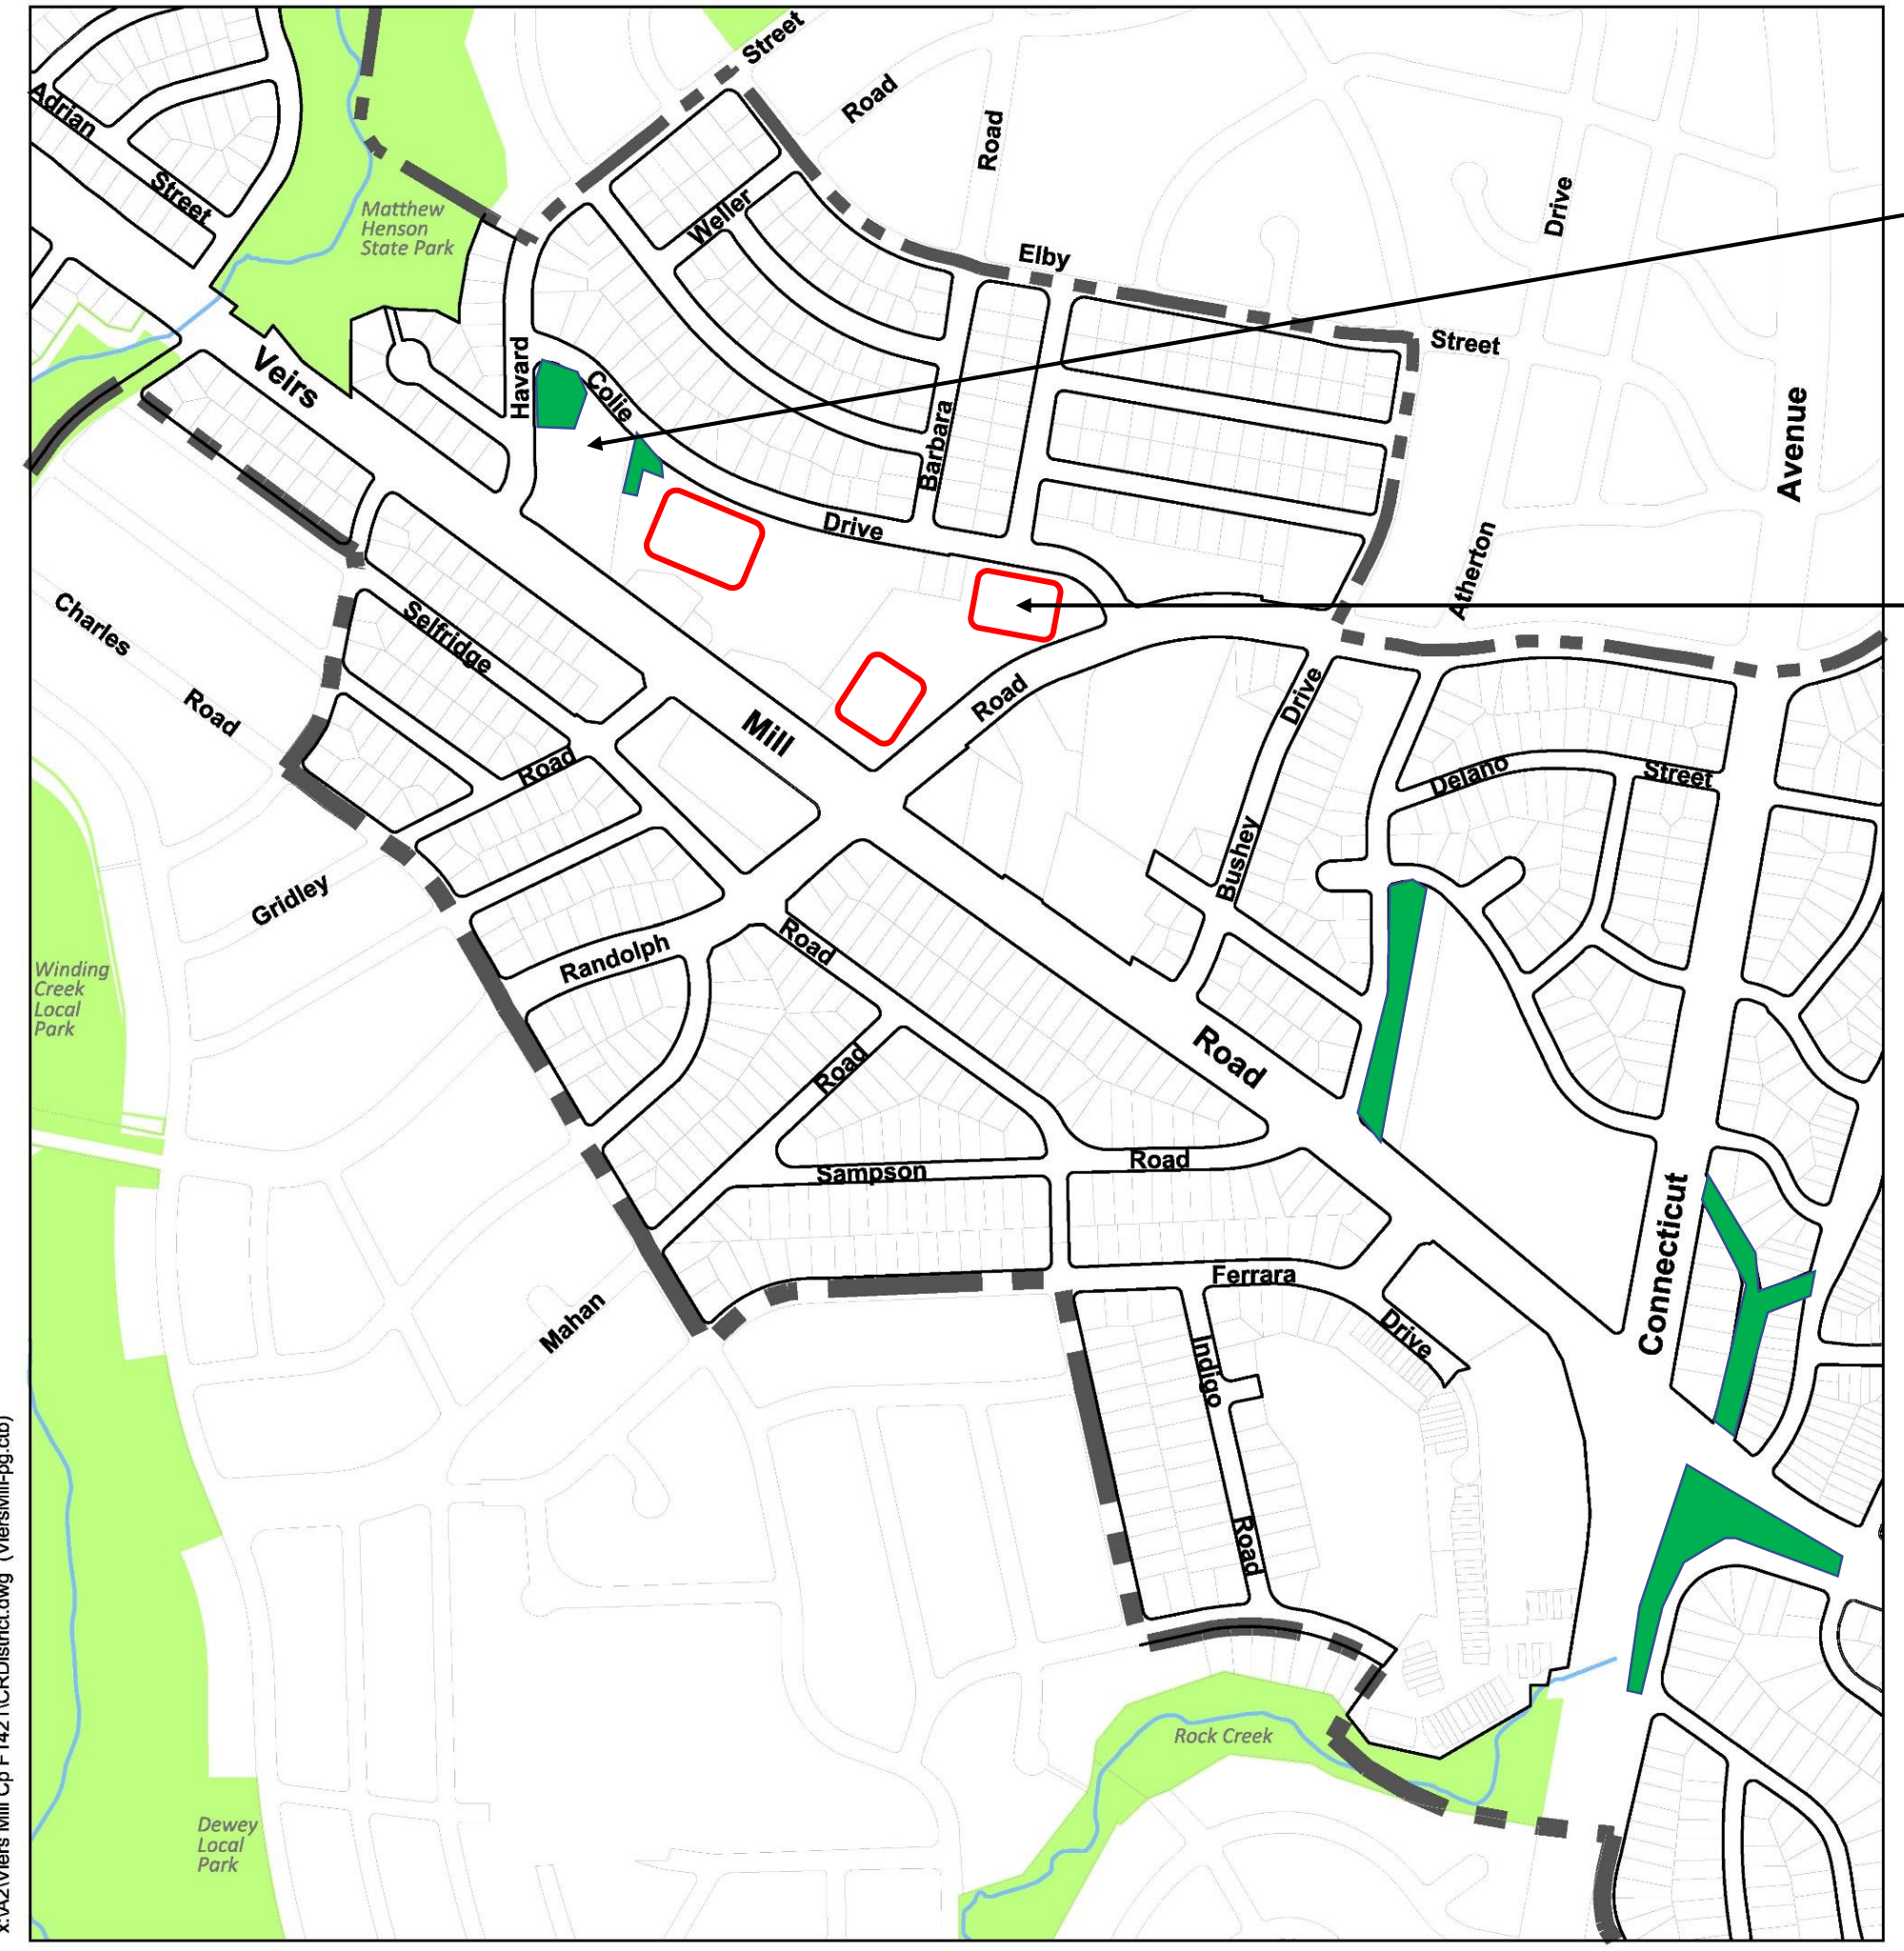 Street
Road
Adrian
Road
Street
Drive
Matthew
Henson
State Park
Weller
Elby
Street
Veirs
Havard
Colie
Avenue
Barbara
Drive
Atherton
Charles
Selfridge
Road
Mill
Road
Drive
Road
Delano
Street
Bushey
Gridley
Randolph
Road
Winding
Creek
Local
Park
Road
Road
Sampson
Road
Connecticut
Ferrara
Mahan
Drive
Indigo
Road
Rock Creek
Dewey
Local
Park